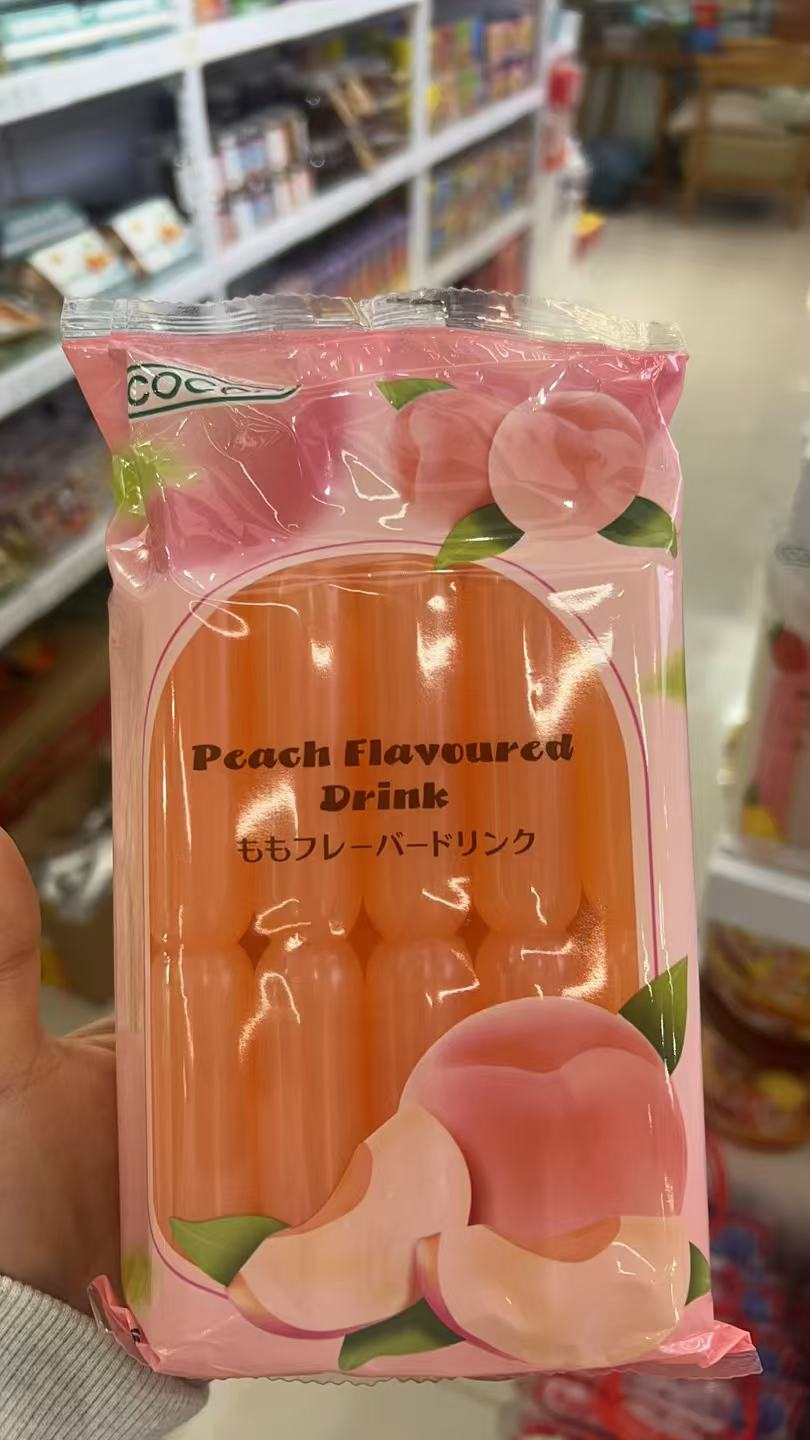 Peach Flavoured
Drink
ももフレーバードリンク